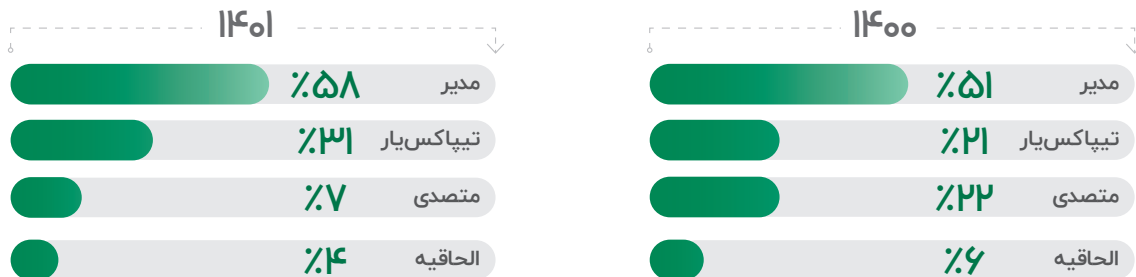 ۱۴۰۰
مدیر ٪۵۱
تیپاکس‌یار ٪۲۱
متصدی ٪۲۲
الحاقیه ٪۶
۱۴۰۱
مدیر ٪۵۸
تیپاکس‌یار ٪۳۱
متصدی ٪۷
الحاقیه ٪۴